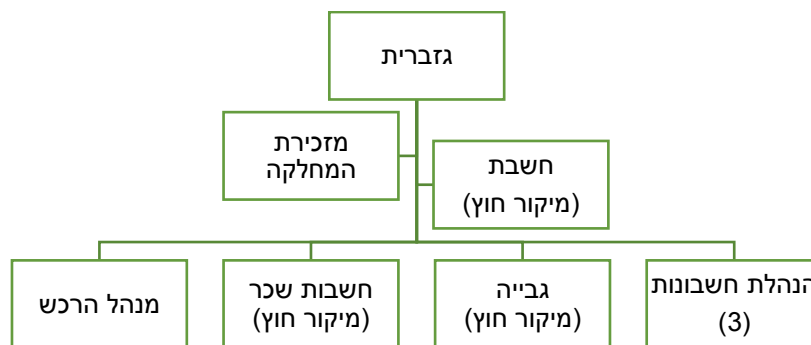 גזברית
מזכירת
המחלקה
חשבת
(מיקור חוץ)
הנהלת חשבונות
(3)
גבייה
(מיקור חוץ)
חשבות שכר
(מיקור חוץ)
מנהל הרכש